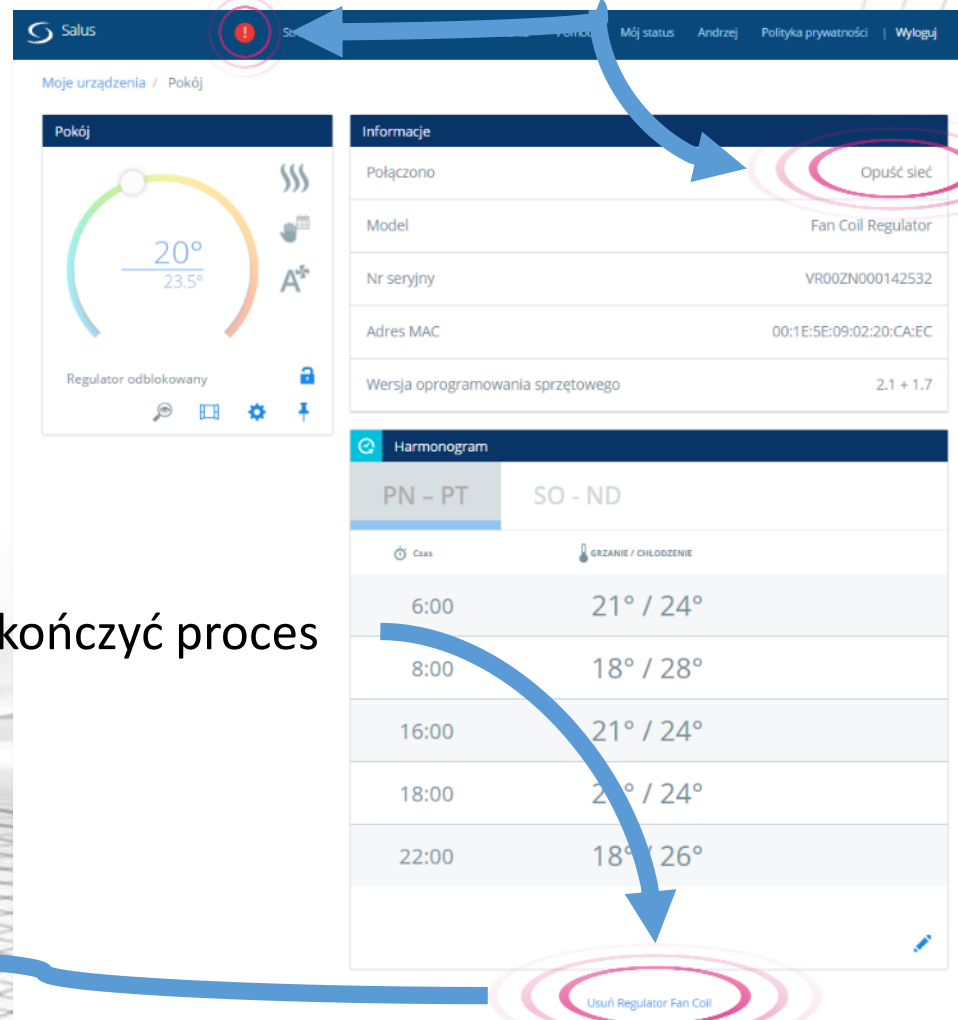 Salus
Mój status Andrzej Polityka prywatności | Wyloguj
Moje urządzenia / Pokój
Pokój
20°
23.5°
Regulator odblokowany
Informacje
Połączono Opuść sieć
Model Fan Coil Regulator
Nr seryjny VR00ZN000142532
Adres MAC 00:1E:5E:09:02:20:CA:EC
Wersja oprogramowania sprzętowego 2.1 + 1.7
Harmonogram
PN – PT SO - ND
Czas GRZANIE / CHŁODZENIE
6:00 21° / 24°
kończyć proces
8:00 18° / 28°
16:00 21° / 24°
18:00 / 24°
22:00 18° / 26°
Usuń Regulator Fan Coil